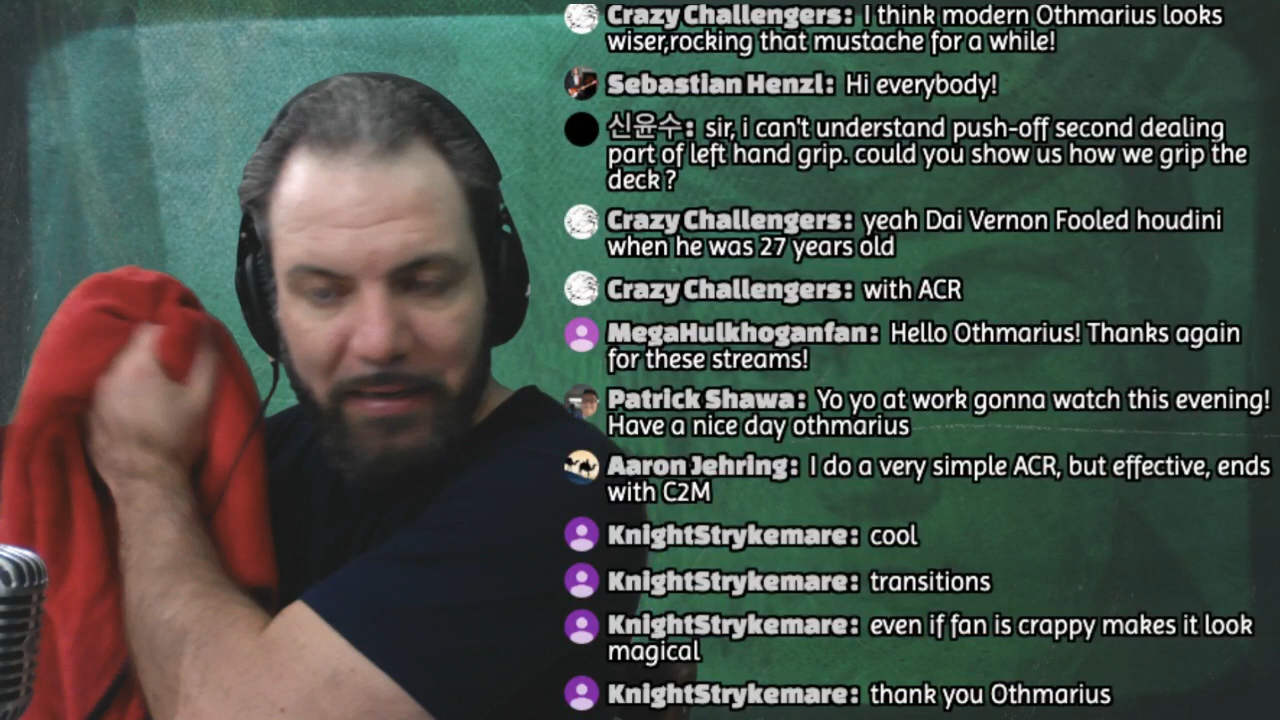 Crazy Challengers: I think modern Othmarius looks
wiser,rocking that mustache for a while!
Sebastian Henzl: Hi everybody!
신윤수: sir, i can't understand push-off second dealing
part of left hand grip. could you show us how we grip the
deck ?
Crazy Challengers: yeah Dai Vernon Fooled houdini
when he was 27 years old
Crazy Challengers: with ACR
MegaHulkhoganfan: Hello Othmarius! Thanks again
for these streams!
Patrick Shawa: Yo yo at work gonna watch this evening!
Have a nice day othmarius
Aaron Jehring: I do a very simple ACR, but effective, ends
with C2M
KnightStrykemare: cool
KnightStrykemare: transitions
KnightStrykemare: even if fan is crappy makes it look
magical
KnightStrykemare: thank you Othmarius